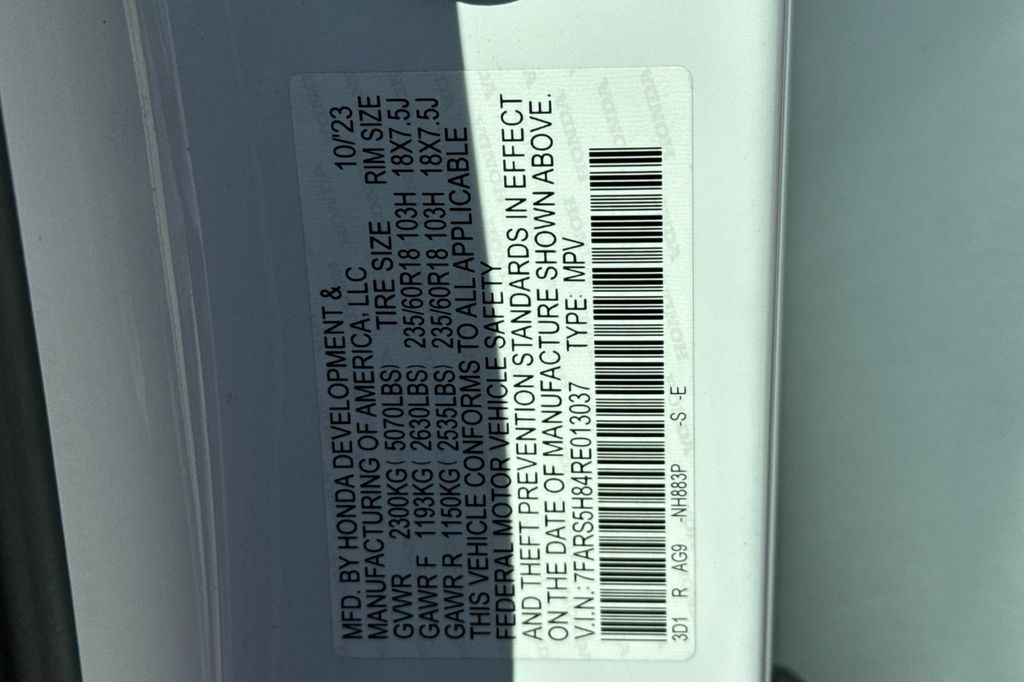 MFD. BY HONDA DEVELOPMENT &
MANUFACTURING OF AMERICA, LLC 10/'23
TIRE SIZE RIM SIZE
GVWR 2300KG( 5070LBS)
GAWR F 1193KG( 2630LBS) 235/60R18 103H 18X7.5J
GAWR R 1150KG( 2535LBS) 235/60R18 103H 18X7.5J
THIS VEHICLE CONFORMS TO ALL APPLICABLE
FEDERAL MOTOR VEHICLE SAFETY
AND THEFT PREVENTION STANDARDS IN EFFECT
ON THE DATE OF MANUFACTURE SHOWN ABOVE.
V.I.N.: 7FARS5H84RE013037 TYPE: MPV
3D1 R AG9 -NH883P -S -E